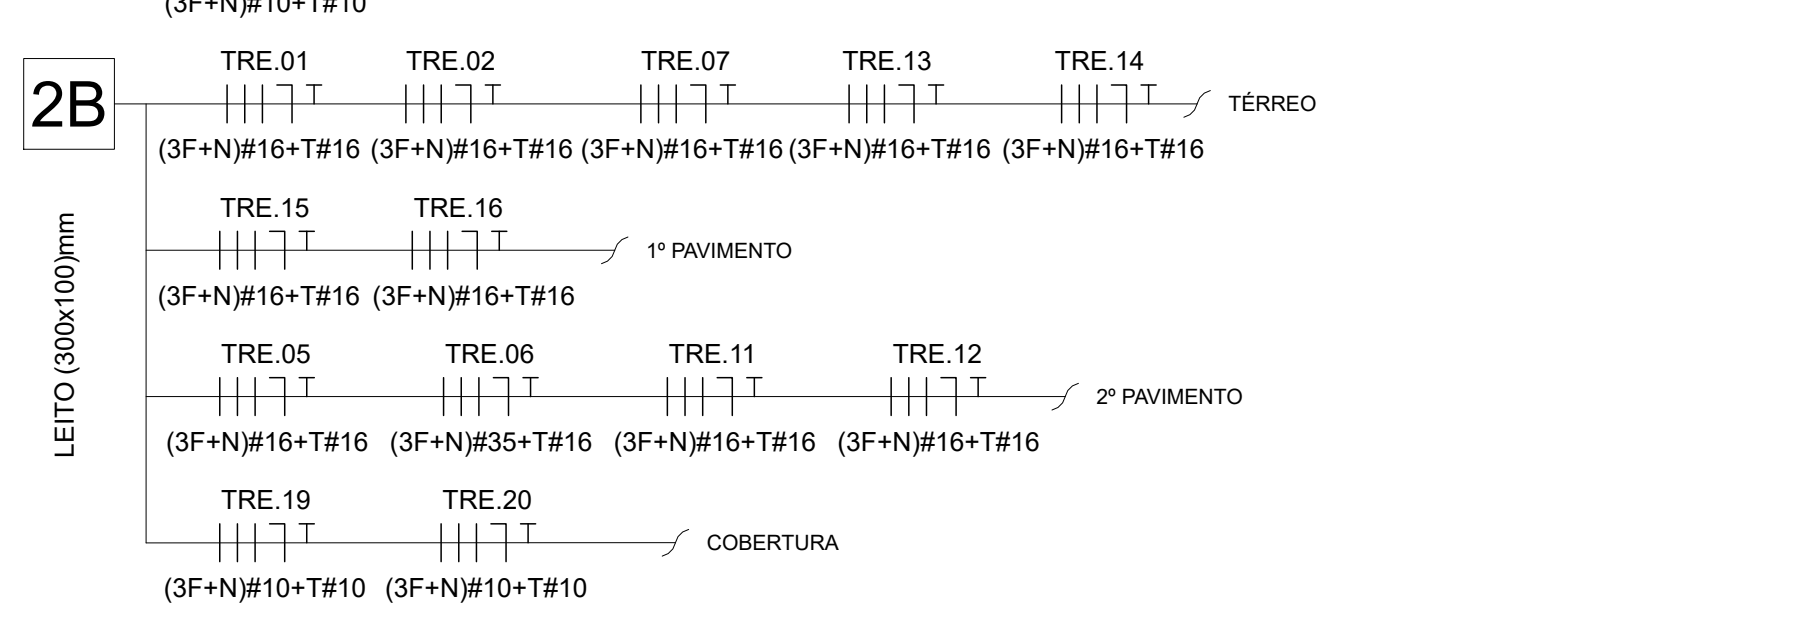 (3F+N)#10+T#10
2B
TRE.01 TRE.02 TRE.07 TRE.13 TRE.14
TÉRREO
(3F+N)#16+T#16 (3F+N)#16+T#16 (3F+N)#16+T#16 (3F+N)#16+T#16 (3F+N)#16+T#16
LEITO (300x100)mm
TRE.15 TRE.16
1º PAVIMENTO
(3F+N)#16+T#16 (3F+N)#16+T#16
TRE.05 TRE.06 TRE.11 TRE.12
2º PAVIMENTO
(3F+N)#16+T#16 (3F+N)#35+T#16 (3F+N)#16+T#16 (3F+N)#16+T#16
TRE.19 TRE.20
COBERTURA
(3F+N)#10+T#10 (3F+N)#10+T#10